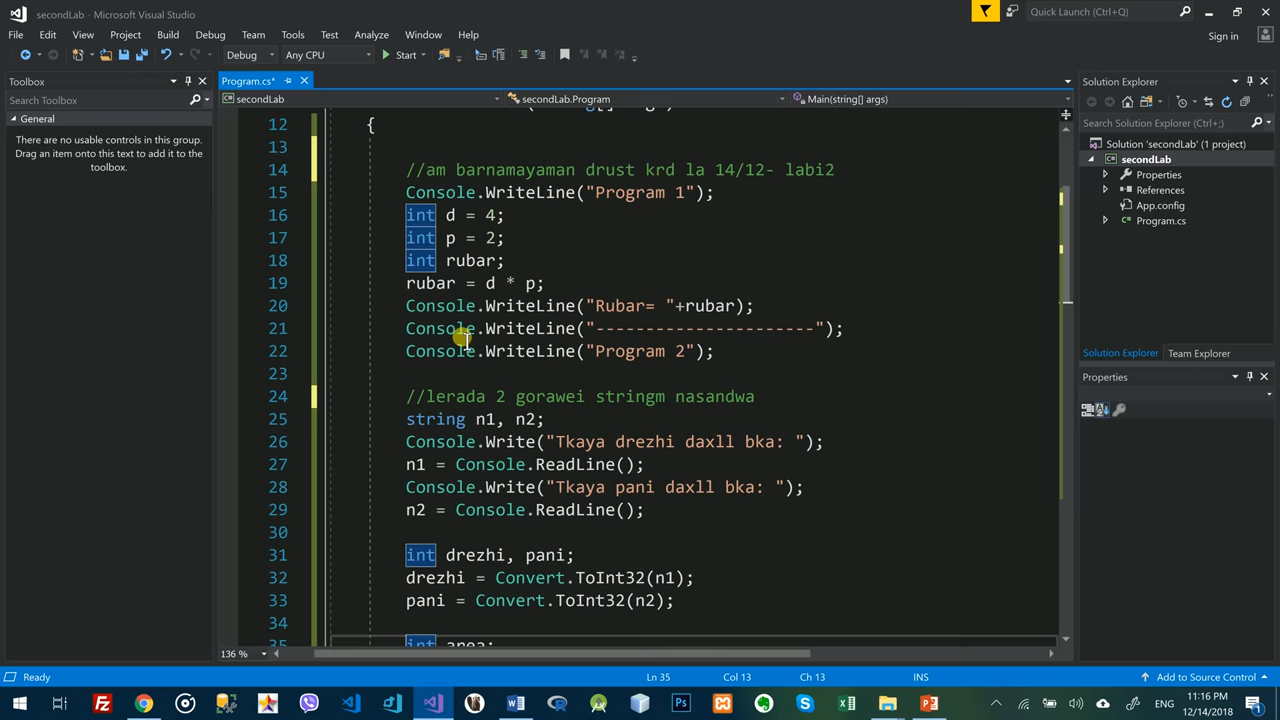 secondLab - Microsoft Visual Studio
Quick Launch (Ctrl+Q)
File Edit View Project Build Debug Team Tools Test Analyze Window Help
Sign in
Debug Any CPU Start
Toolbox
Search Toolbox
General
There are no usable controls in this group.
Drag an item onto this text to add it to the
toolbox.
Program.cs*
secondLab secondLab.Program Main(string[] args)
12 {
13
14 //am barnamayaman drust krd la 14/12- labi2
15 Console.WriteLine("Program 1");
16 int d = 4;
17 int p = 2;
18 int rubar;
19 rubar = d * p;
20 Console.WriteLine("Rubar= "+rubar);
21 Console.WriteLine("----------------------");
22 Console.WriteLine("Program 2");
23
24 //lerada 2 gorawei stringm nasandwa
25 string n1, n2;
26 Console.Write("Tkaya drezhi daxll bka: ");
27 n1 = Console.ReadLine();
28 Console.Write("Tkaya pani daxll bka: ");
29 n2 = Console.ReadLine();
30
31 int drezhi, pani;
32 drezhi = Convert.ToInt32(n1);
33 pani = Convert.ToInt32(n2);
34
35 int area;
136 %
Solution Explorer
Search Solution Explorer (Ctrl+;)
Solution 'secondLab' (1 project)
secondLab
Properties
References
App.config
Program.cs
Solution Explorer Team Explorer
Properties
Ready Ln 35 Col 13 Ch 13 INS Add to Source Control
ENG 11:16 PM
12/14/2018